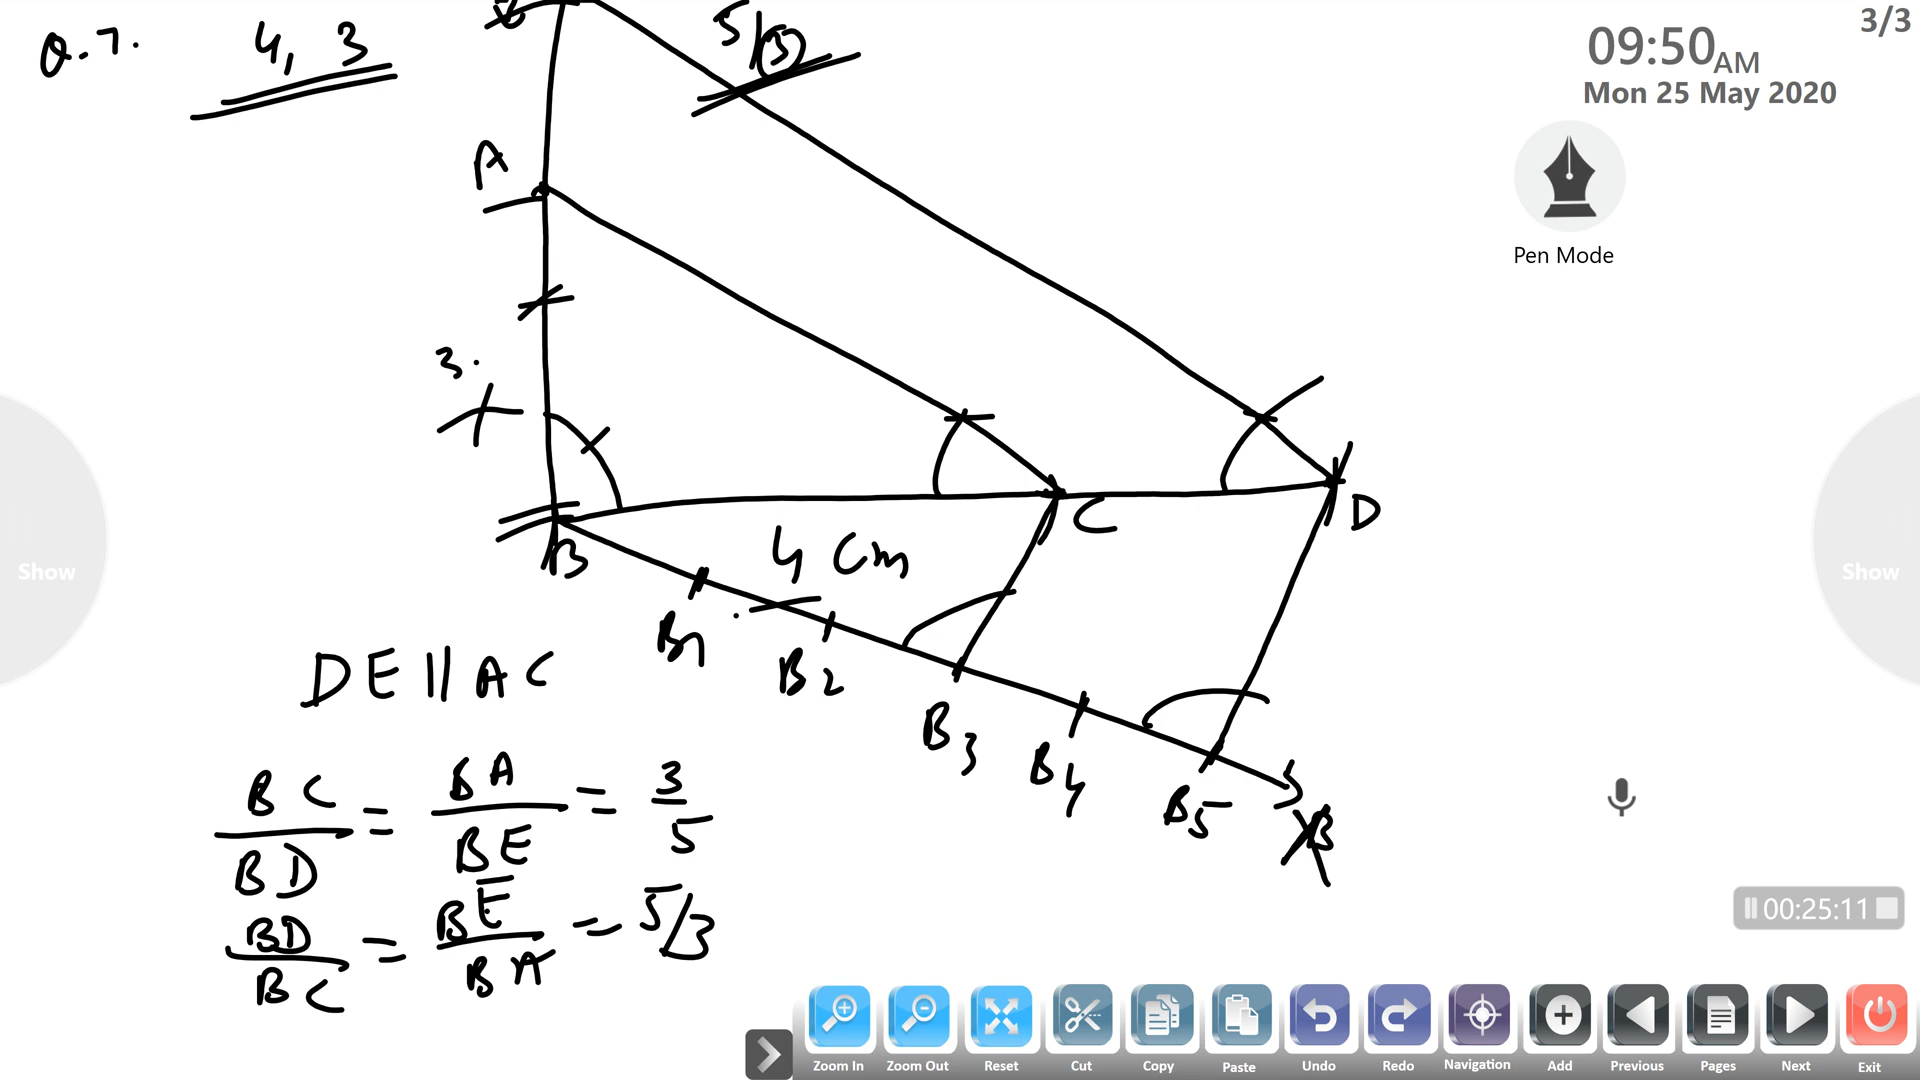 Q.7. 4, 3
5/3
3/3
09:50 AM
Mon 25 May 2020
Pen Mode
A
3.
B
4 cm
C
D
B1
B2
B3
B4
B5
Show
Show
DE || AC
BC/BD = BA/BE = 3/5
BD/BC = BE/BA = 5/3
00:25:11
Zoom In Zoom Out Reset Cut Copy Paste Undo Redo Navigation Add Previous Pages Next Exit